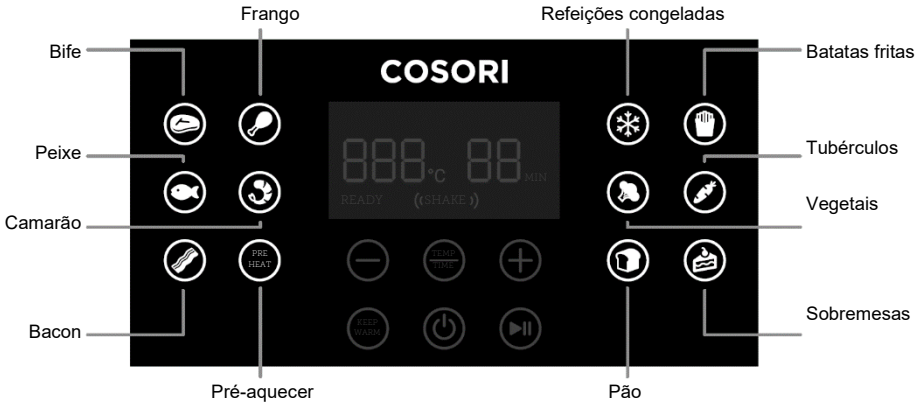 Frango
Refeições congeladas
Bife
Batatas fritas
COSORI
Peixe
Tubérculos
888 °C 88 MIN
READY SHAKE
Camarão
Vegetais
PRE
HEAT
TEMP
TIME
KEEP
WARM
Bacon
Sobremesas
Pré-aquecer
Pão